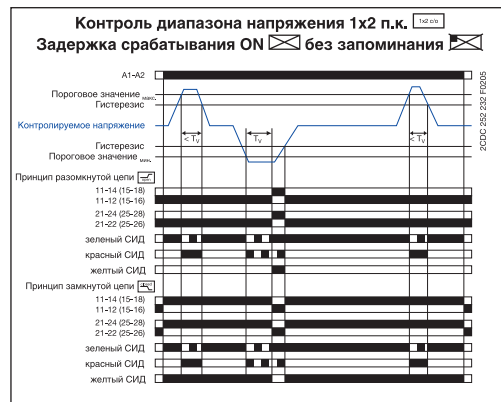 Контроль диапазона напряжения 1x2 п.к. 1x2 c/o
Задержка срабатывания ON без запоминания
A1-A2
Пороговое значение макс.
Гистерезис
Контролируемое напряжение
< TV
TV
< TV
Гистерезис
Пороговое значение мин.
2CDC 252 232 F0205
Принцип разомкнутой цепи open
11-14 (15-18)
11-12 (15-16)
21-24 (25-28)
21-22 (25-26)
зеленый СИД
красный СИД
желтый СИД
Принцип замкнутой цепи closed
11-14 (15-18)
11-12 (15-16)
21-24 (25-28)
21-22 (25-26)
зеленый СИД
красный СИД
желтый СИД